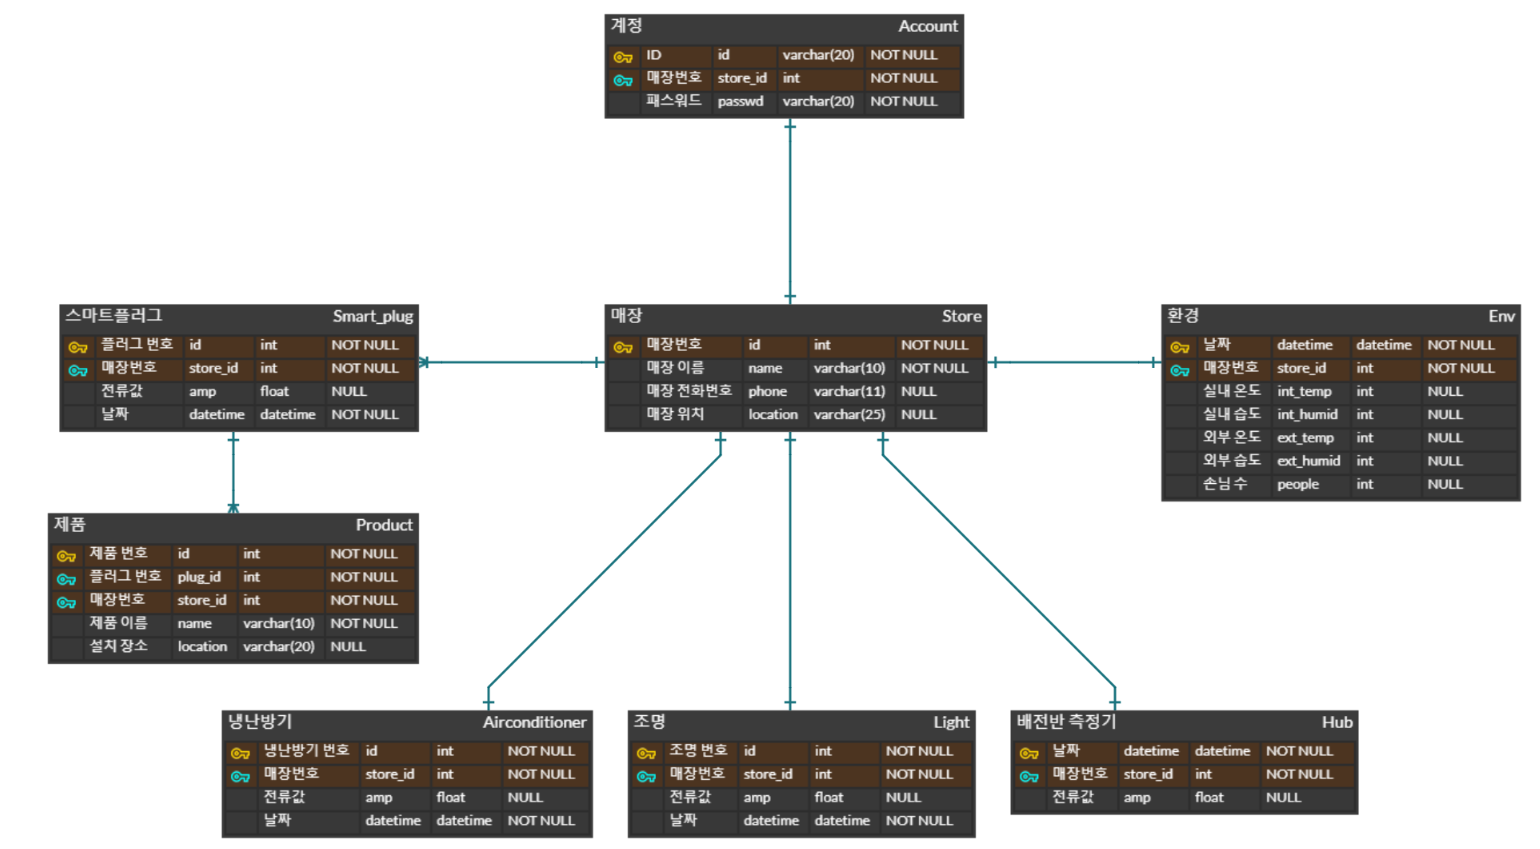 계정 Account
ID id varchar(20) NOT NULL
매장번호 store_id int NOT NULL
패스워드 passwd varchar(20) NOT NULL
스마트플러그 Smart_plug
플러그 번호 id int NOT NULL
매장번호 store_id int NOT NULL
전류값 amp float NULL
날짜 datetime datetime NOT NULL
매장 Store
매장번호 id int NOT NULL
매장 이름 name varchar(10) NOT NULL
매장 전화번호 phone varchar(11) NULL
매장 위치 location varchar(25) NULL
환경 Env
날짜 datetime datetime NOT NULL
매장번호 store_id int NOT NULL
실내 온도 int_temp int NULL
실내 습도 int_humid int NULL
외부 온도 ext_temp int NULL
외부 습도 ext_humid int NULL
손님 수 people int NULL
제품 Product
제품 번호 id int NOT NULL
플러그 번호 plug_id int NOT NULL
매장번호 store_id int NOT NULL
제품 이름 name varchar(10) NOT NULL
설치 장소 location varchar(20) NULL
냉난방기 Airconditioner
냉난방기 번호 id int NOT NULL
매장번호 store_id int NOT NULL
전류값 amp float NULL
날짜 datetime datetime NOT NULL
조명 Light
조명 번호 id int NOT NULL
매장번호 store_id int NOT NULL
전류값 amp float NULL
날짜 datetime datetime NOT NULL
배전반 측정기 Hub
날짜 datetime datetime NOT NULL
매장번호 store_id int NOT NULL
전류값 amp float NULL